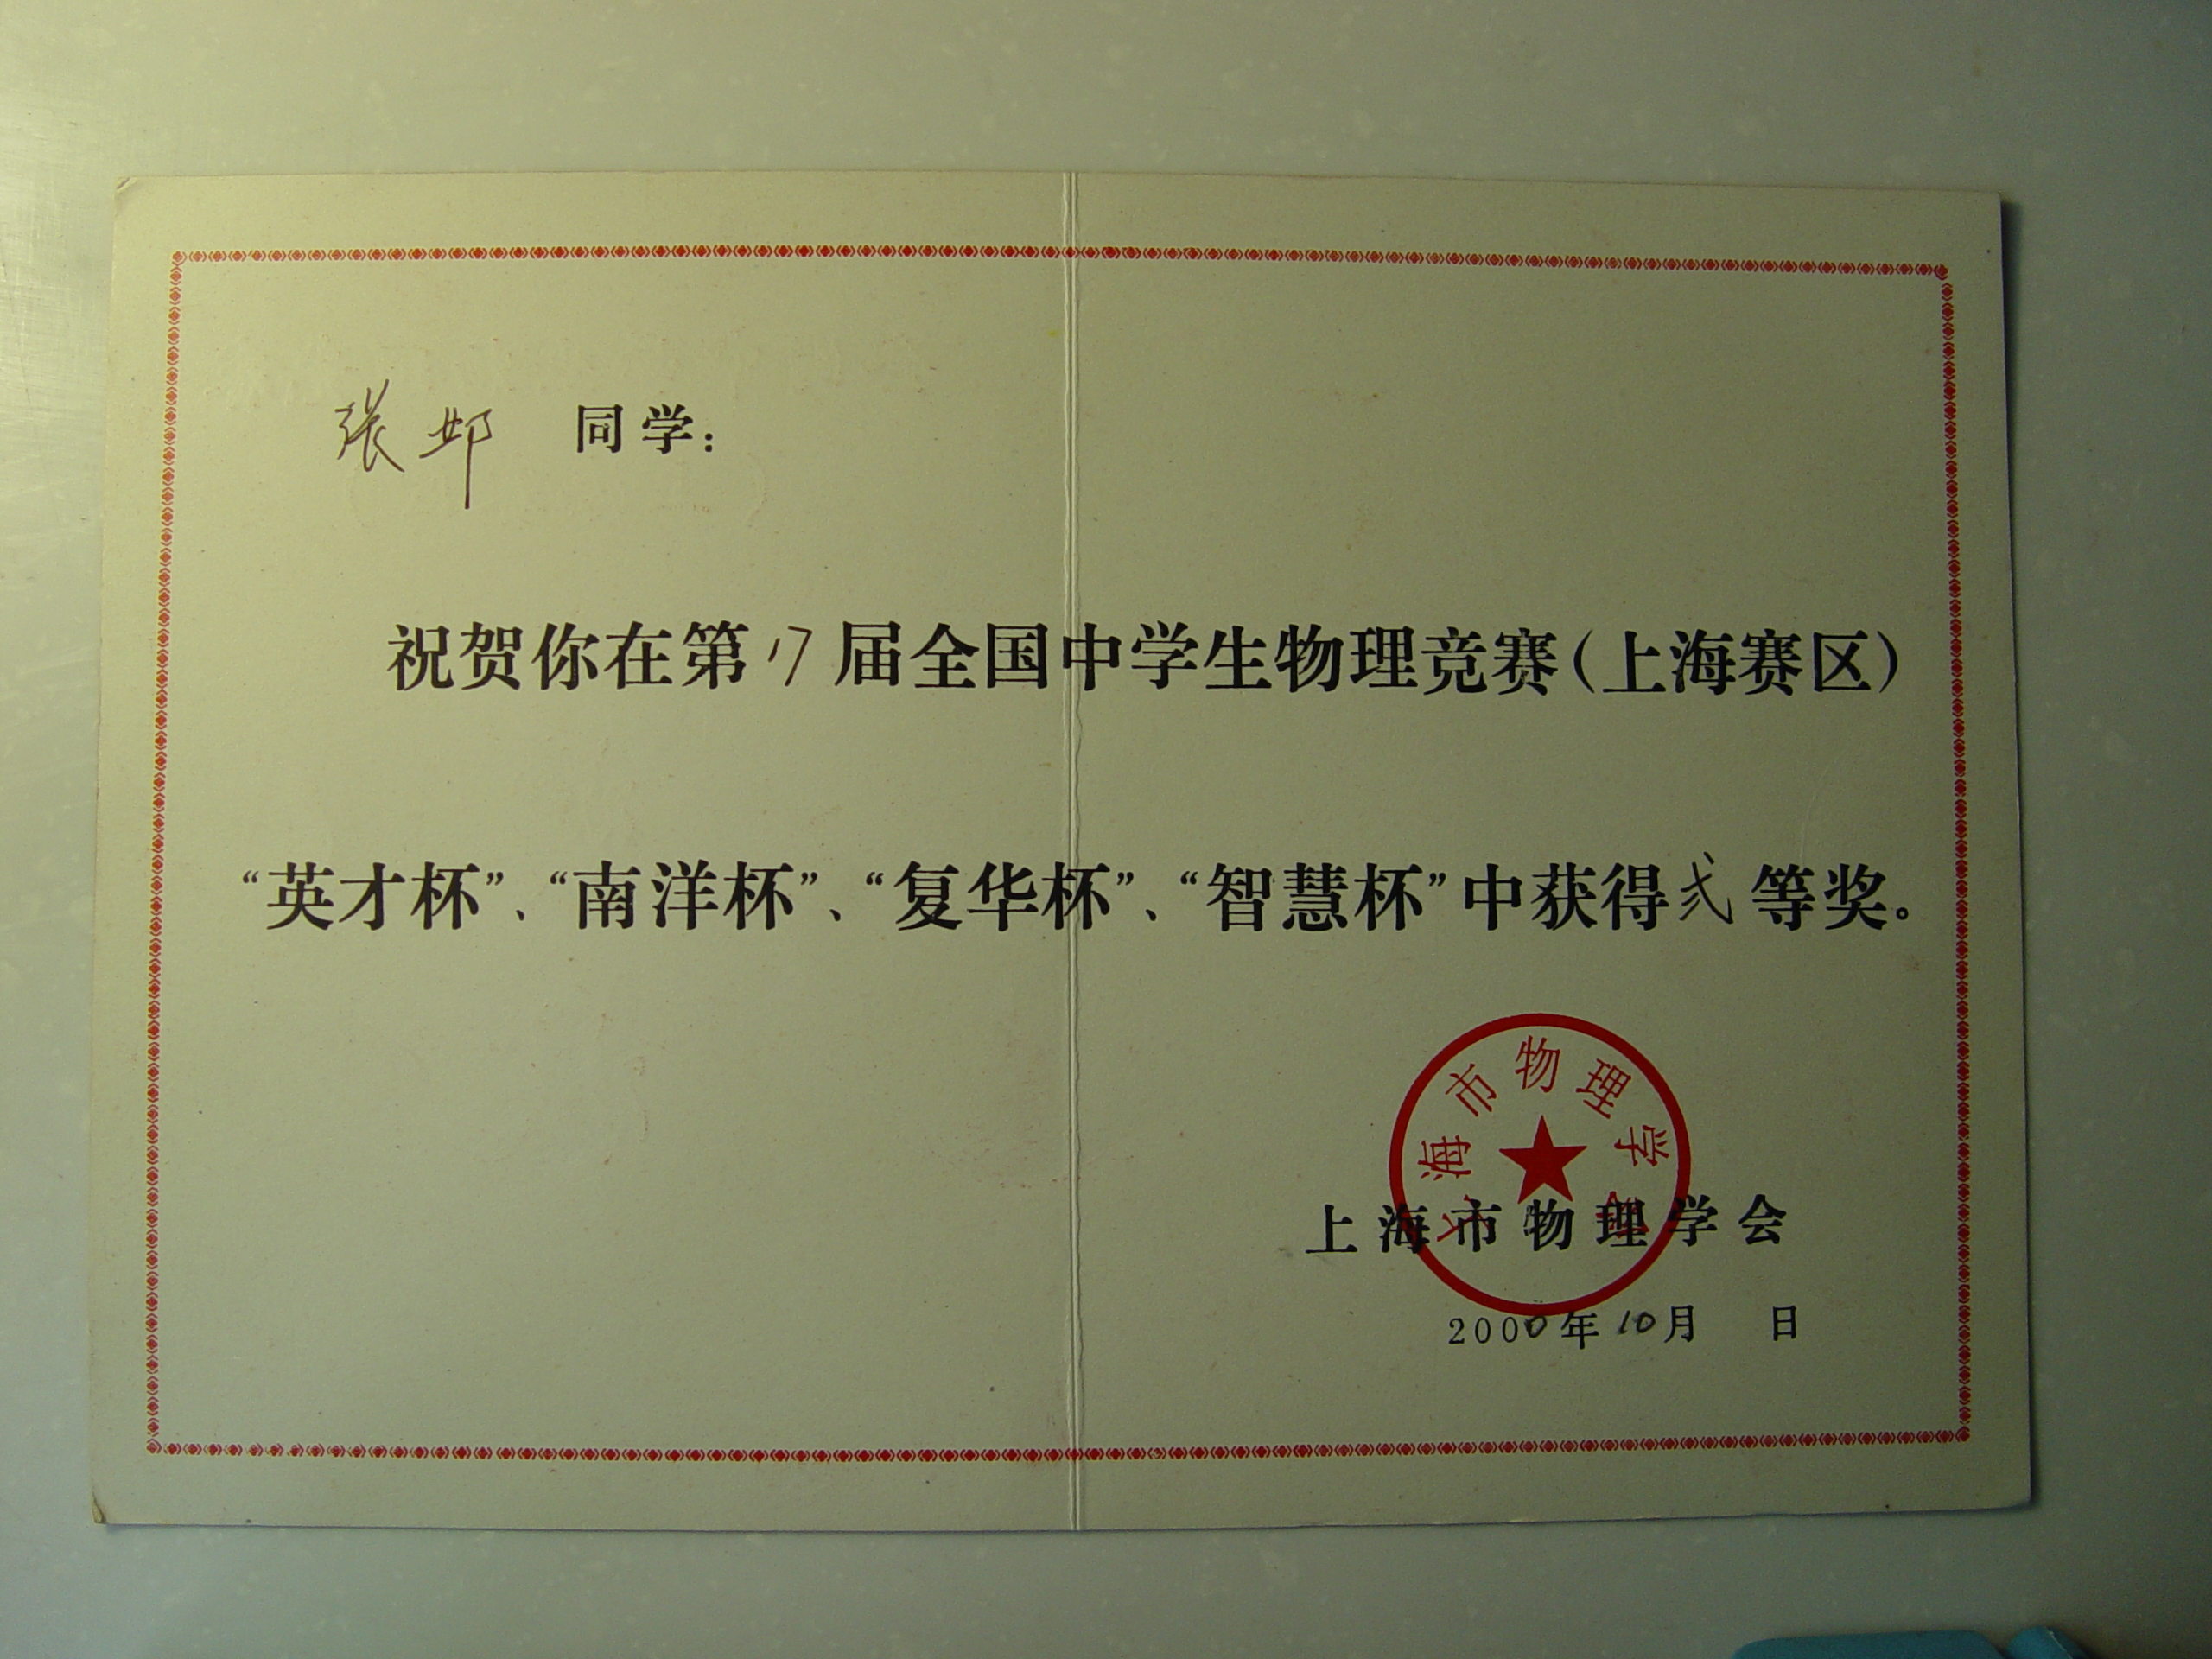 张邺 同学：
祝贺你在第17届全国中学生物理竞赛（上海赛区）
“英才杯”、“南洋杯”、“复华杯”、“智慧杯”中获得弍等奖。
上海市物理学会
上海市物理学会
2000年10月 日